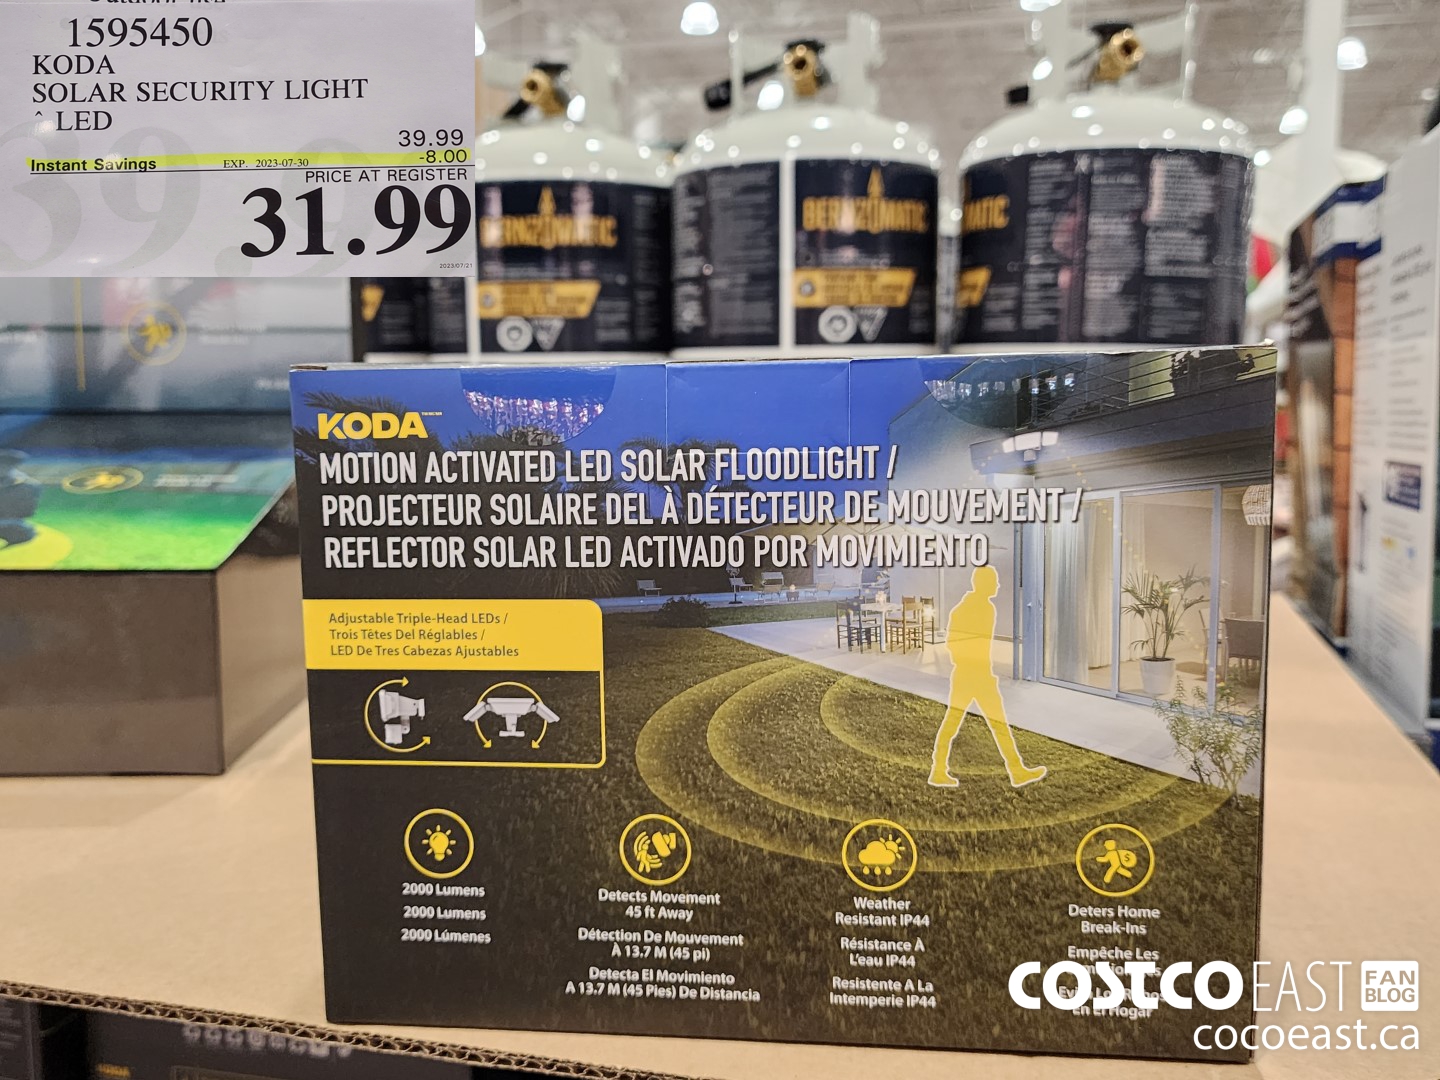 1595450
KODA
SOLAR SECURITY LIGHT
^ LED
39.99
Instant Savings EXP. 2023-07-30 -8.00
PRICE AT REGISTER
31.99
2023/07/21
BERNZOMATIC
BERNZOMATIC
MATIC
KODA
MOTION ACTIVATED LED SOLAR FLOODLIGHT /
PROJECTEUR SOLAIRE DEL À DÉTECTEUR DE MOUVEMENT /
REFLECTOR SOLAR LED ACTIVADO POR MOVIMIENTO
Adjustable Triple-Head LEDs /
Trois Têtes Del Réglables /
LED De Tres Cabezas Ajustables
2000 Lumens
2000 Lumens
2000 Lúmenes
Detects Movement
45 ft Away
Détection De Mouvement
À 13.7 M (45 pi)
Detecta El Movimiento
A 13.7 M (45 Pies) De Distancia
Weather
Resistant IP44
Résistance À
L'eau IP44
Resistente A La
Intemperie IP44
Deters Home
Break-Ins
Empêche Les
En El Hogar
COSTCO EAST FAN BLOG
cocoeast.ca